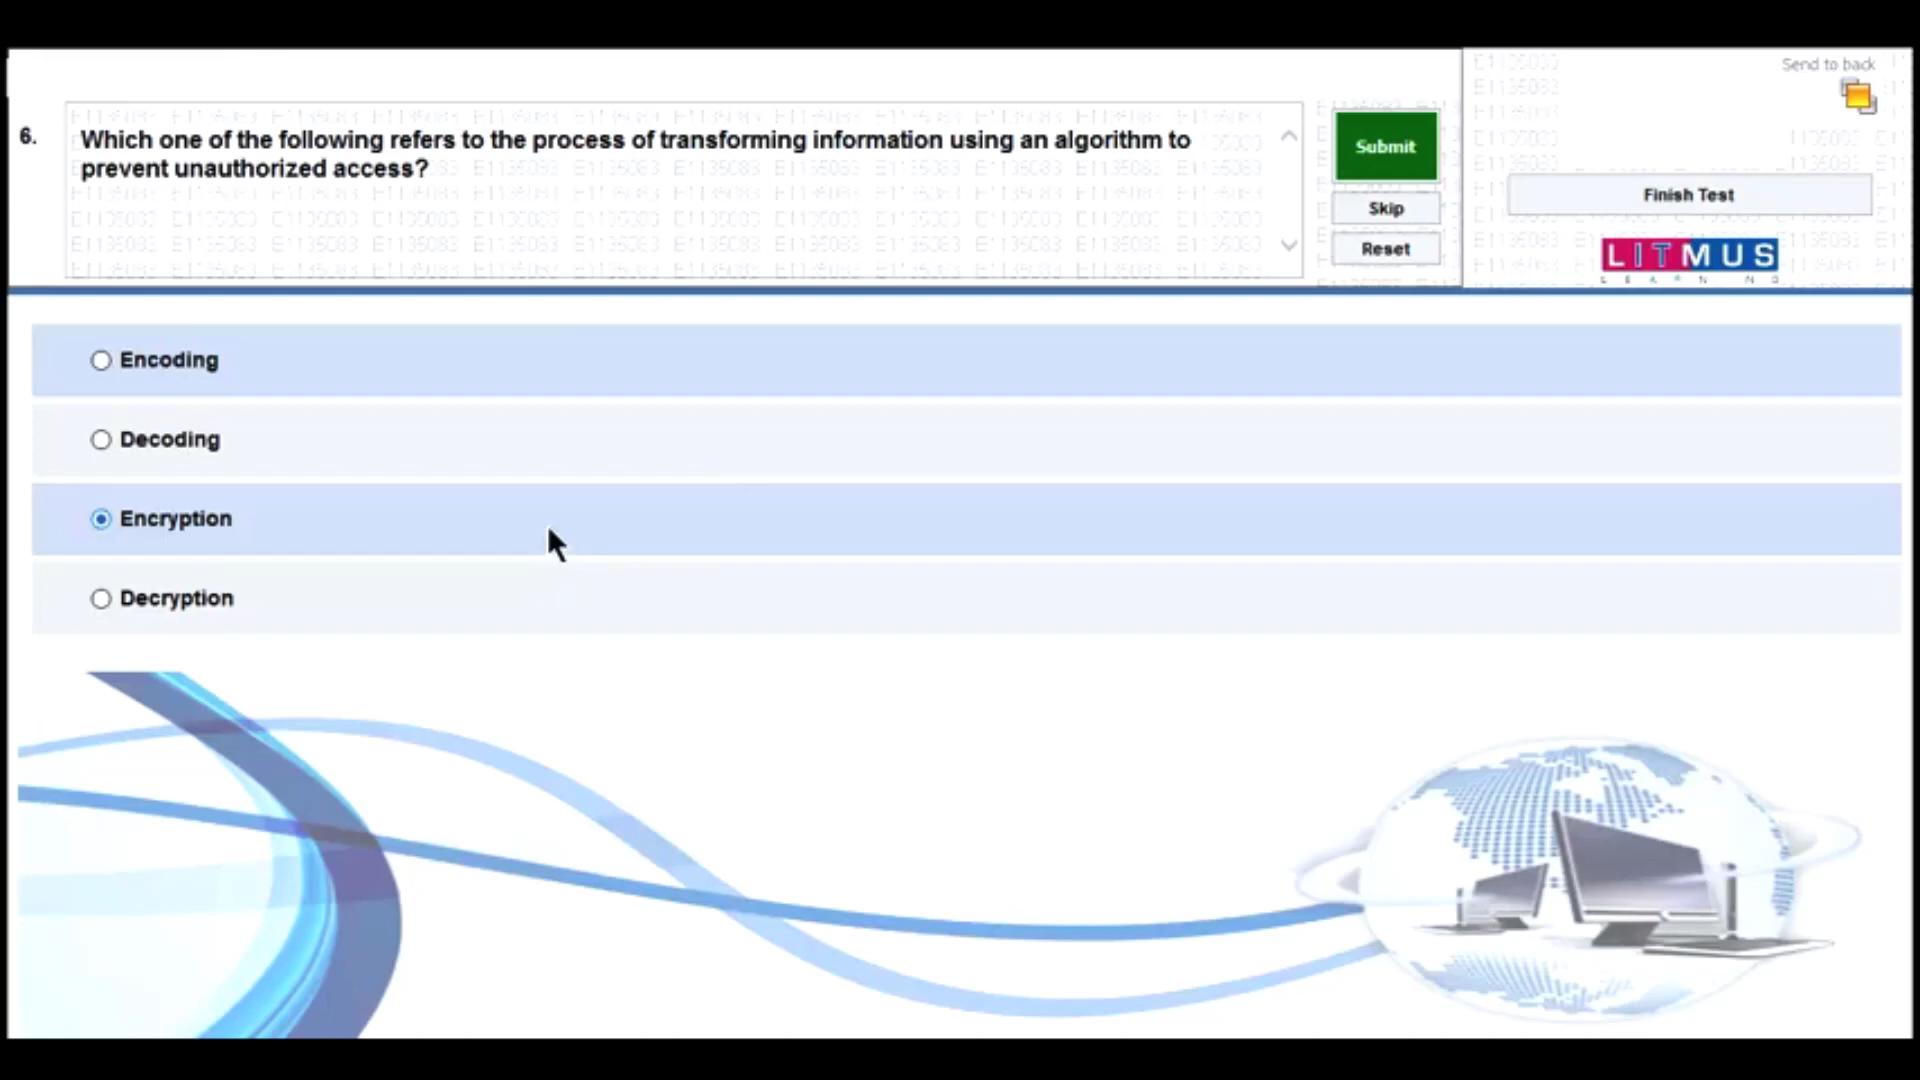 Send to back
6.
Which one of the following refers to the process of transforming information using an algorithm to
prevent unauthorized access?
Submit
Skip
Reset
Finish Test
LITMUS
Encoding
Decoding
Encryption
Decryption